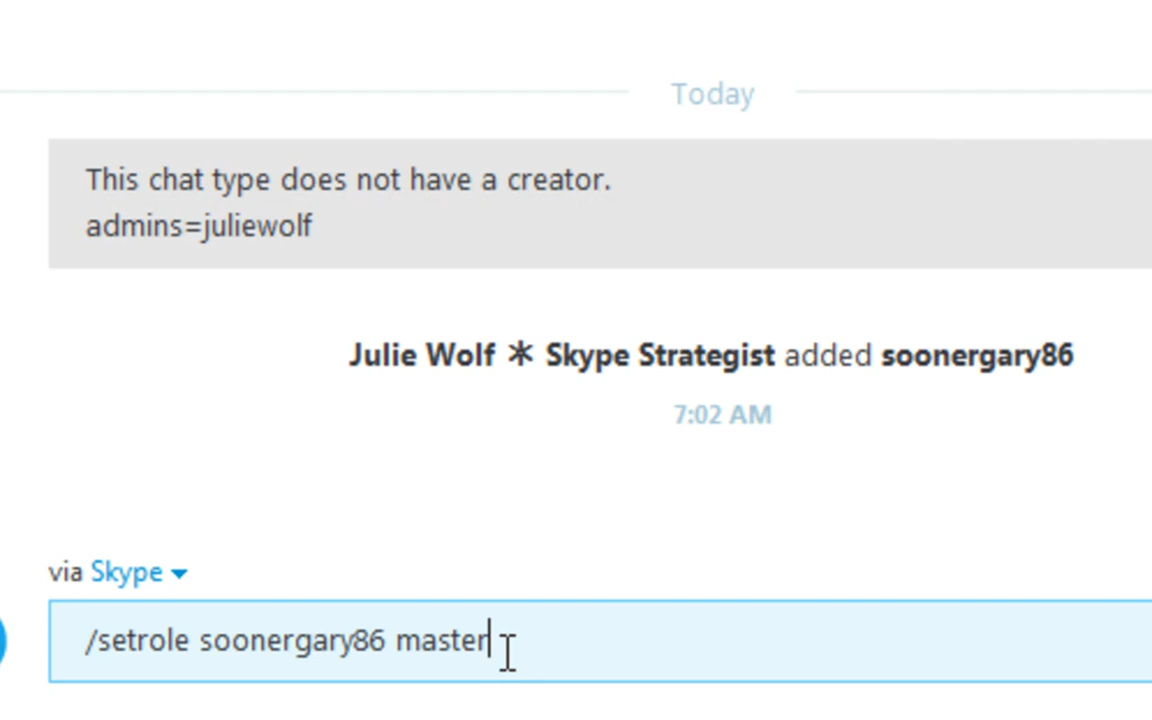 Today
This chat type does not have a creator.
admins=juliewolf
Julie Wolf * Skype Strategist added soonergary86
7:02 AM
via Skype
/setrole soonergary86 master